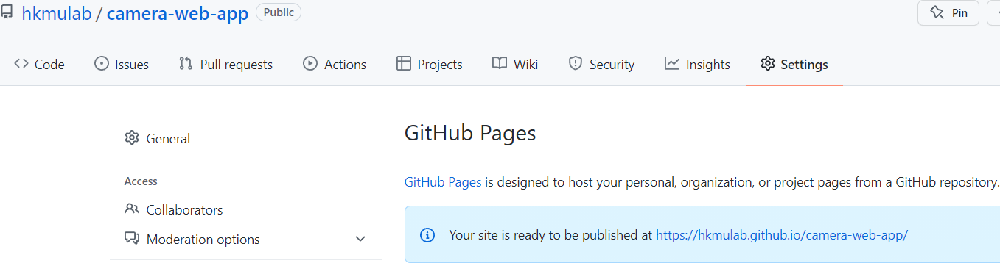 hkmulab / camera-web-app Public Pin
Code Issues Pull requests Actions Projects Wiki Security Insights Settings
General
Access
Collaborators
Moderation options
GitHub Pages
GitHub Pages is designed to host your personal, organization, or project pages from a GitHub repository.
Your site is ready to be published at https://hkmulab.github.io/camera-web-app/